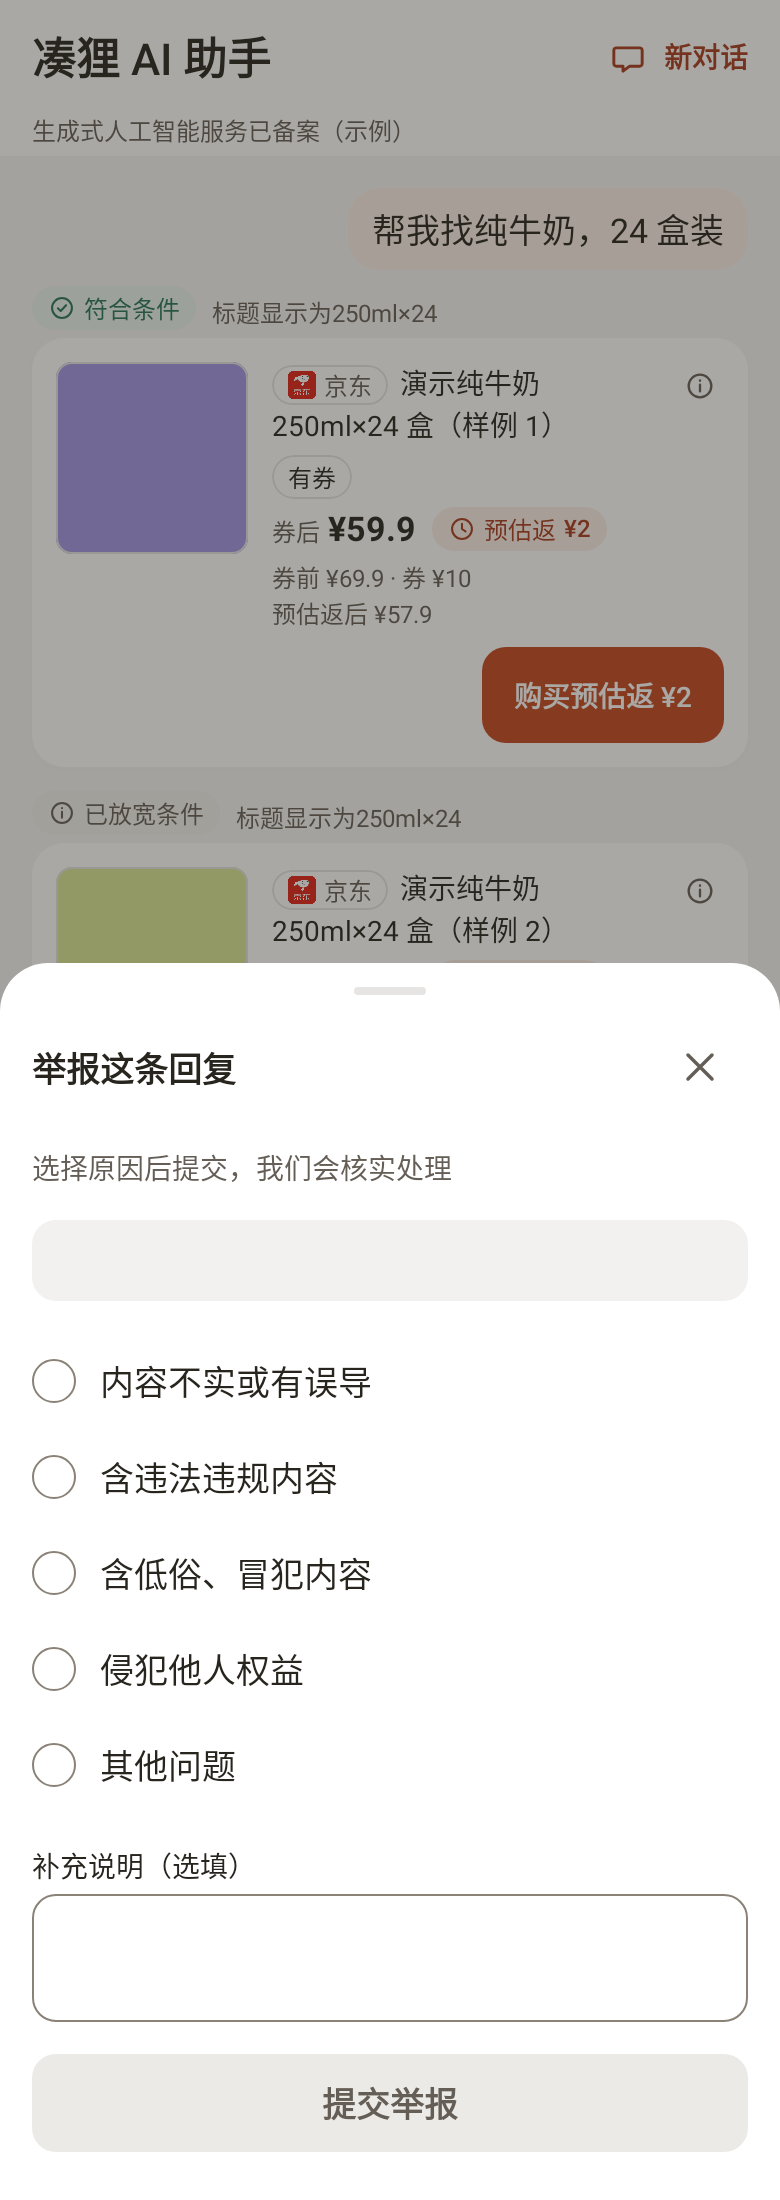 凑狸 AI 助手
新对话
生成式人工智能服务已备案（示例）
帮我找纯牛奶，24 盒装
符合条件 标题显示为250ml×24
京东 京东 演示纯牛奶
250ml×24 盒（样例 1）
有券
券后 ¥59.9 预估返 ¥2
券前 ¥69.9 · 券 ¥10
预估返后 ¥57.9
购买预估返 ¥2
已放宽条件 标题显示为250ml×24
京东 京东 演示纯牛奶
250ml×24 盒（样例 2）
举报这条回复
选择原因后提交，我们会核实处理
内容不实或有误导
含违法违规内容
含低俗、冒犯内容
侵犯他人权益
其他问题
补充说明（选填）
提交举报